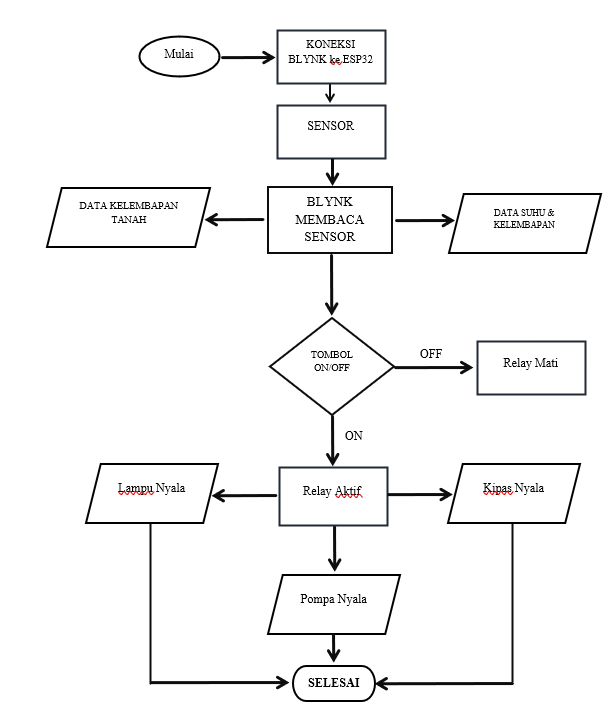 Mulai
KONEKSI
BLYNK ke ESP32
SENSOR
DATA KELEMBAPAN
TANAH
BLYNK
MEMBACA
SENSOR
DATA SUHU &
KELEMBAPAN
TOMBOL
ON/OFF
OFF
Relay Mati
ON
Lampu Nyala
Relay Aktif
Kipas Nyala
Pompa Nyala
SELESAI